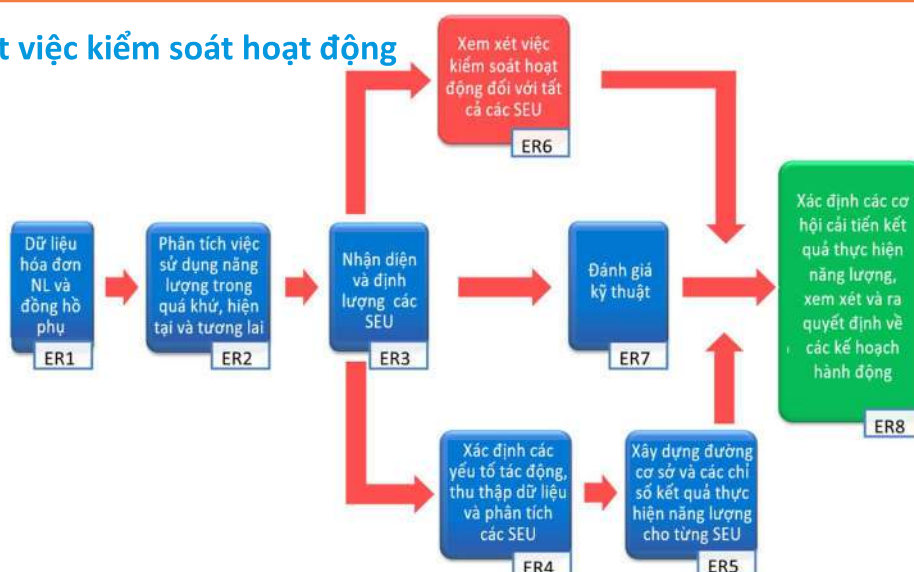 t việc kiểm soát hoạt động
Xem xét việc
kiểm soát hoạt
động đối với tất
cả các SEU
ER6
Dữ liệu
hóa đơn
NL và
đồng hồ
phụ
ER1
Phân tích việc
sử dụng năng
lượng trong
quá khứ, hiện
tại và tương lai
ER2
Nhận diện
và định
lượng các
SEU
ER3
Đánh giá
kỹ thuật
ER7
Xác định các cơ
hội cải tiến kết
quả thực hiện
năng lượng,
xem xét và ra
quyết định về
các kế hoạch
hành động
ER8
Xác định các
yếu tố tác động,
thu thập dữ liệu
và phân tích
các SEU
ER4
Xây dựng đường
cơ sở và các chỉ
số kết quả thực
hiện năng lượng
cho từng SEU
ER5